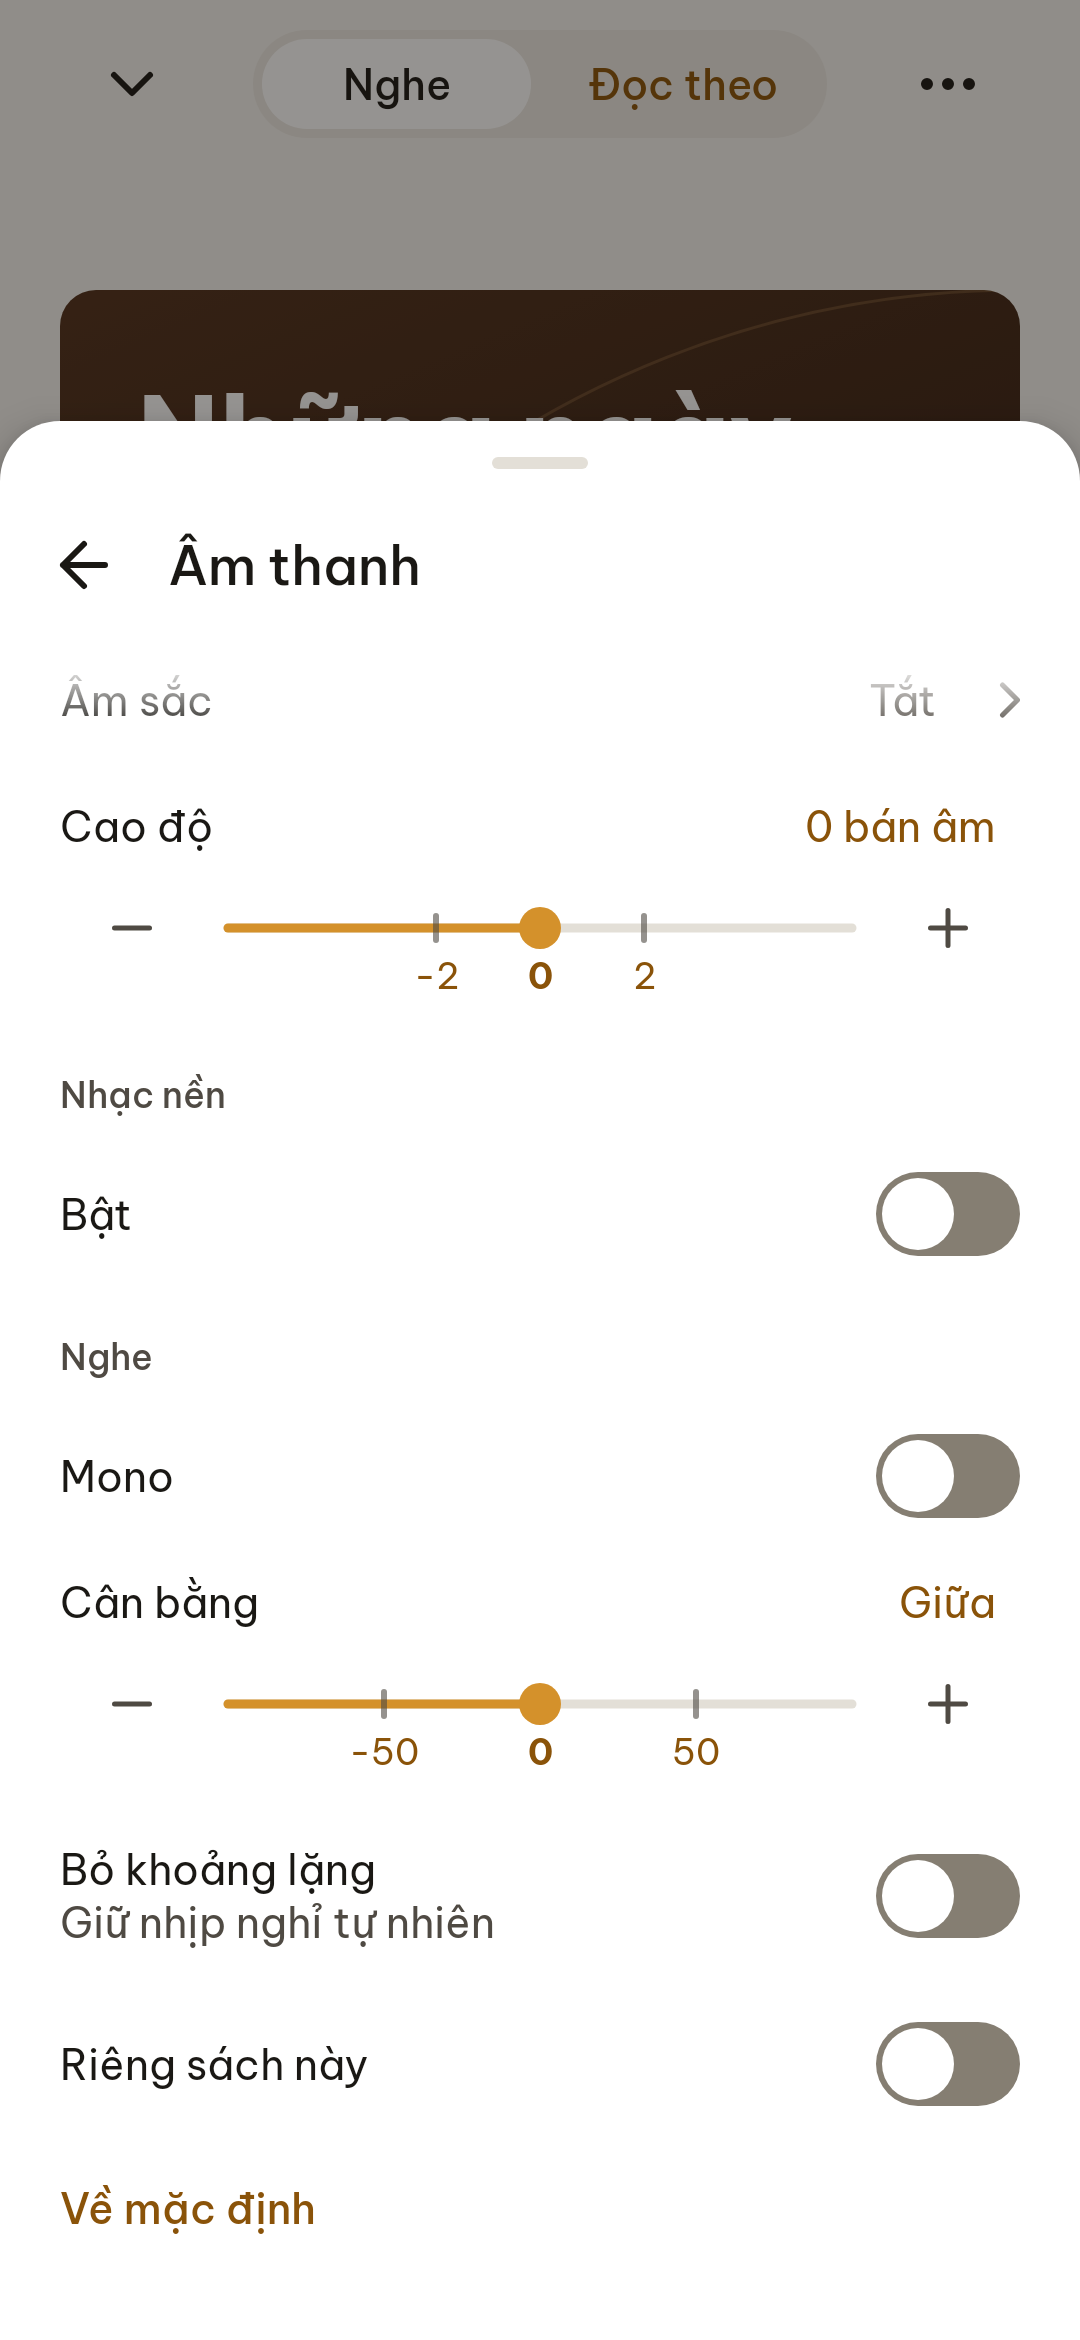 Nghe
Đọc theo
Những ngày
Âm thanh
Âm sắc
Tắt
Cao độ
0 bán âm
-2
0
2
Nhạc nền
Bật
Nghe
Mono
Cân bằng
Giữa
-50
0
50
Bỏ khoảng lặng
Giữ nhịp nghỉ tự nhiên
Riêng sách này
Về mặc định